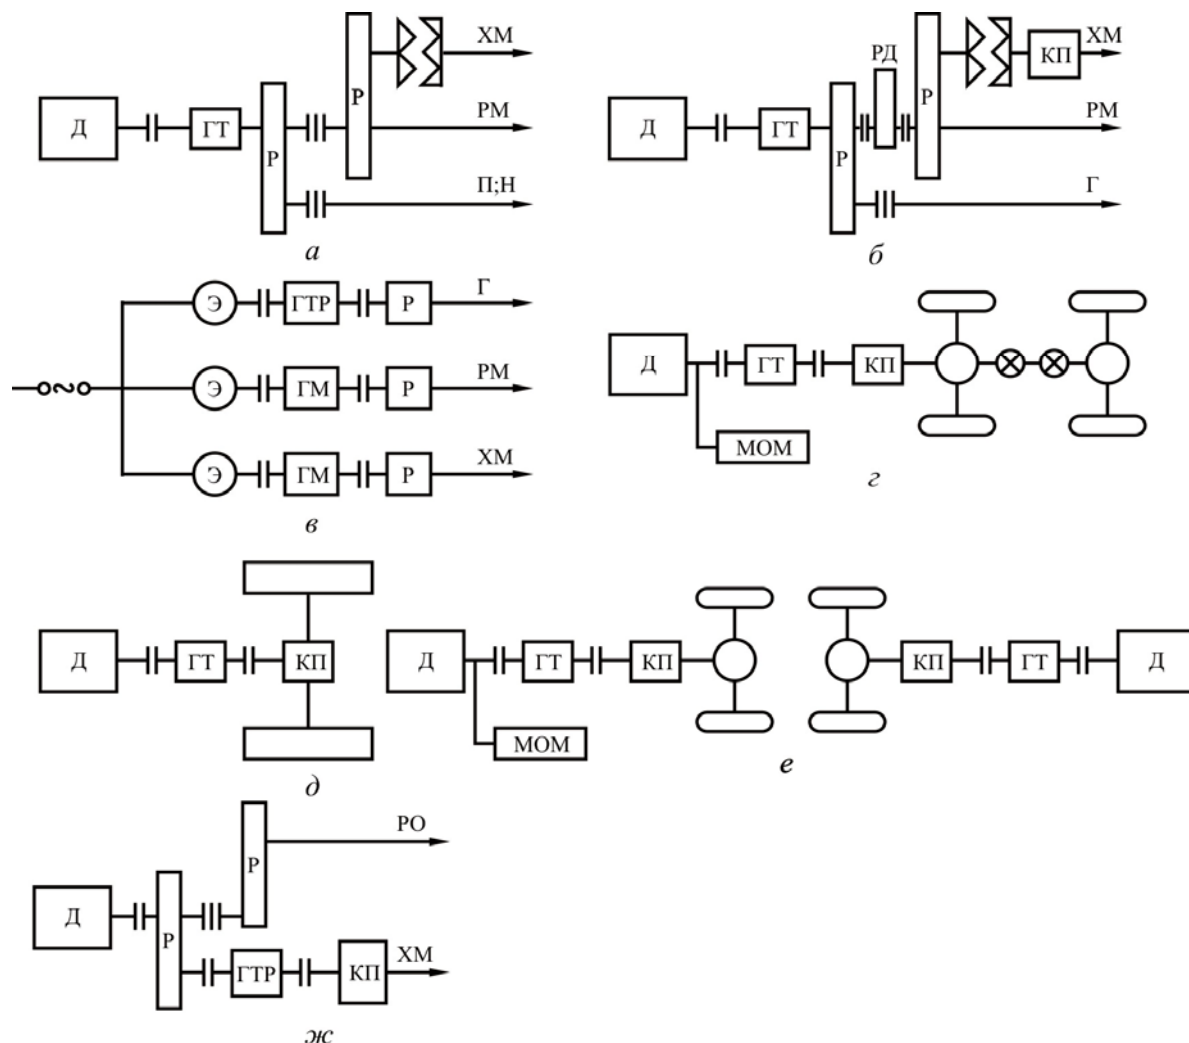 ХМ
Д ГТ Р Р РМ
П;Н
а
РД КП ХМ
Д ГТ Р Р РМ
Г
б
Э ГТР Р Г
Э ГМ Р РМ
Э ГМ Р ХМ
в
Д ГТ КП
МОМ
г
Д ГТ КП
д
Д ГТ КП КП ГТ Д
МОМ
е
Р РО
Д Р
ГТР КП ХМ
ж